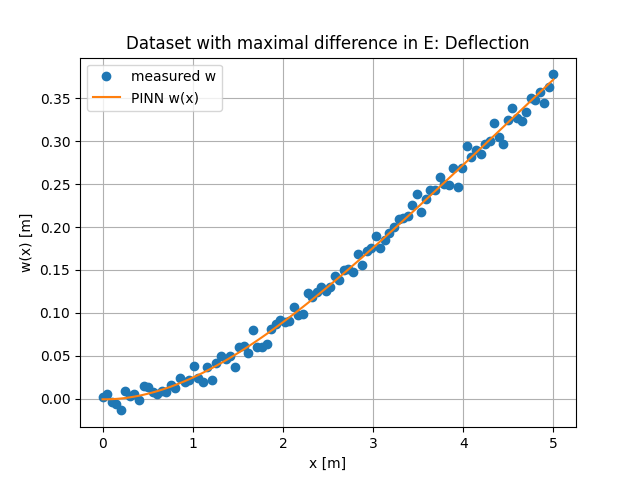 Dataset with maximal difference in E: Deflection
measured w
PINN w(x)
w(x) [m]
0.35
0.30
0.25
0.20
0.15
0.10
0.05
0.00
0 1 2 3 4 5
x [m]